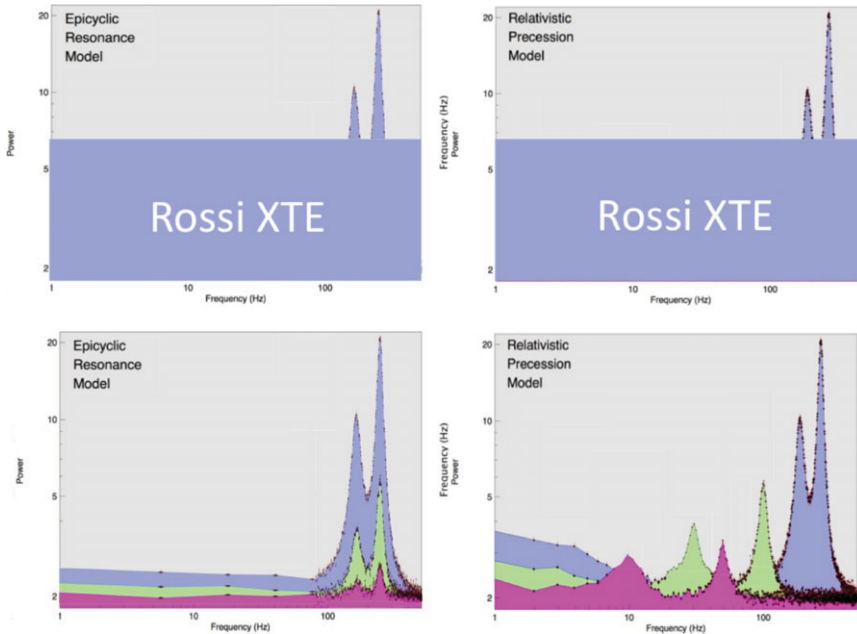 20
10
5
2
Power
Epicyclic
Resonance
Model
Rossi XTE
1
10
100
Frequency (Hz)
20
10
5
2
Frequency (Hz)
Power
Relativistic
Precession
Model
Rossi XTE
1
10
100
Frequency (Hz)
20
10
5
2
Power
Epicyclic
Resonance
Model
1
10
100
Frequency (Hz)
20
10
5
2
Frequency (Hz)
Power
Relativistic
Precession
Model
1
10
100
Frequency (Hz)